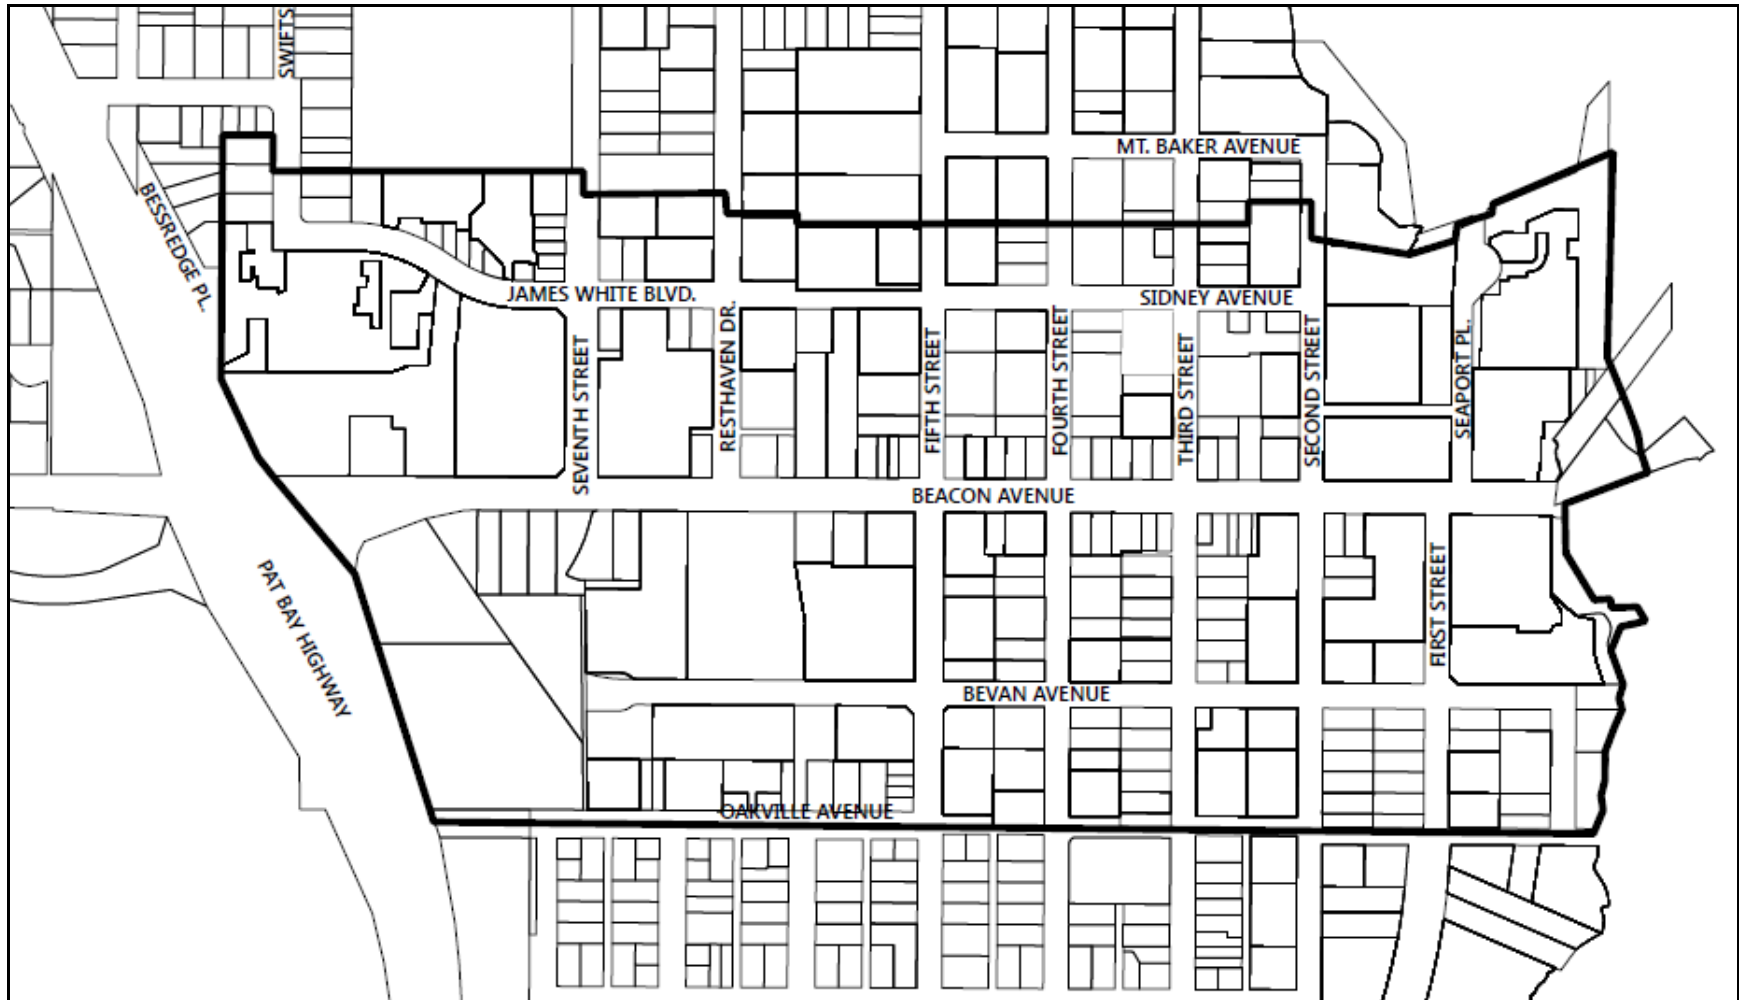 SWIFTS
MT. BAKER AVENUE
BESSREDGE PL.
JAMES WHITE BLVD.
SIDNEY AVENUE
SEVENTH STREET
RESTHAVEN DR.
FIFTH STREET
FOURTH STREET
THIRD STREET
SECOND STREET
SEAPORT PL.
BEACON AVENUE
PAT BAY HIGHWAY
FIRST STREET
BEVAN AVENUE
OAKVILLE AVENUE